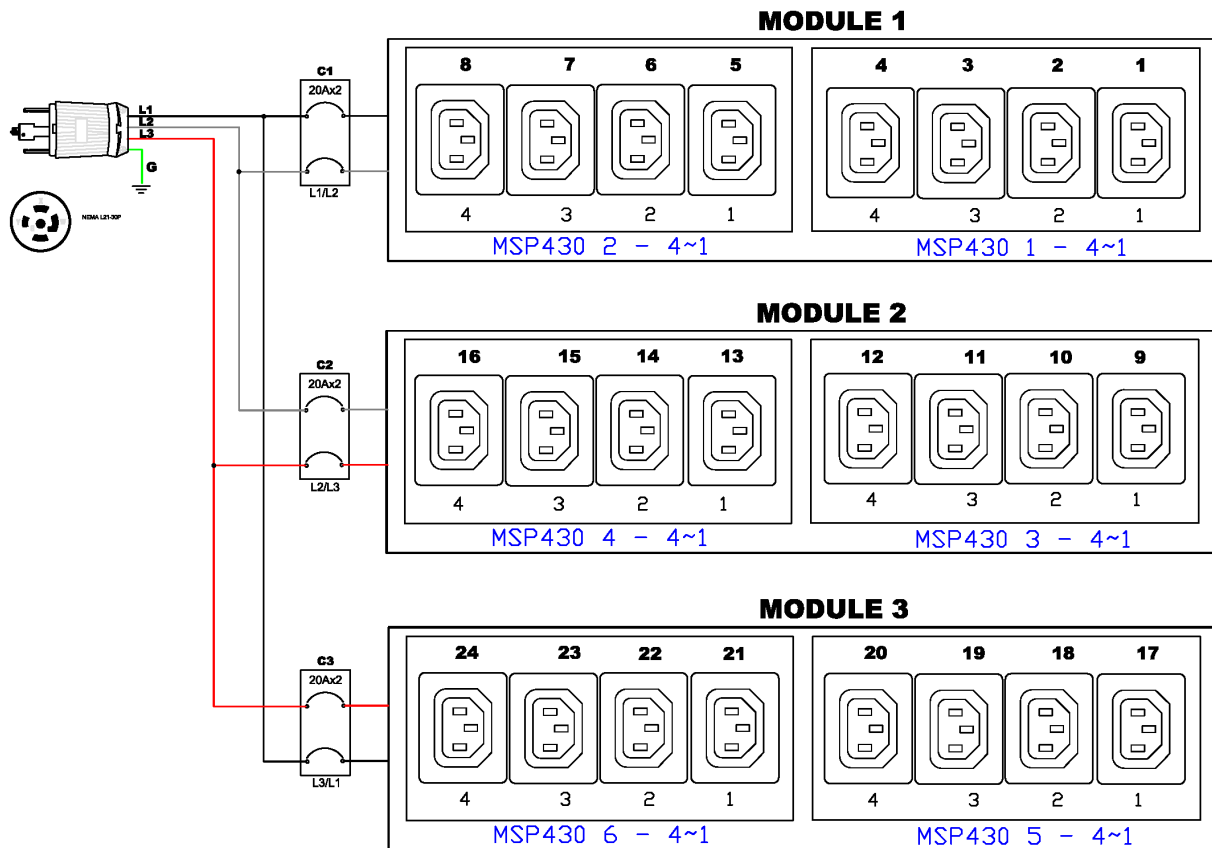 MODULE 1
C1
20Ax2
L1/L2
L1
L2
L3
G
NEMA L21-30P
8 7 6 5
4 3 2 1
4 3 2 1
4 3 2 1
MSP430 2 - 4~1
MSP430 1 - 4~1
MODULE 2
C2
20Ax2
L2/L3
16 15 14 13
12 11 10 9
4 3 2 1
4 3 2 1
MSP430 4 - 4~1
MSP430 3 - 4~1
MODULE 3
C3
20Ax2
L3/L1
24 23 22 21
20 19 18 17
4 3 2 1
4 3 2 1
MSP430 6 - 4~1
MSP430 5 - 4~1